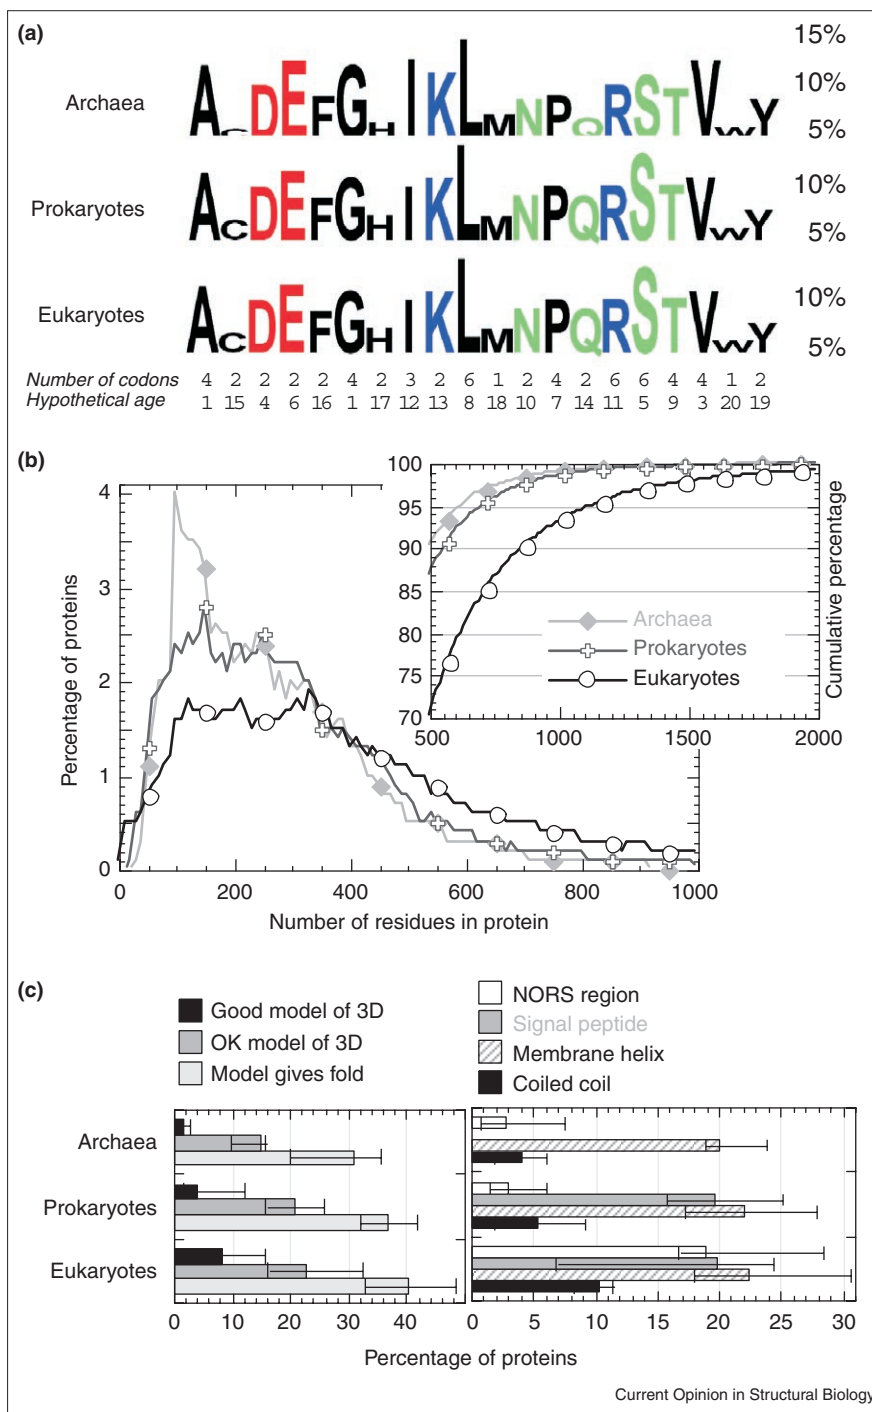 (a)
15%
Archaea
ACDEFGHIKLMNPQRSTVWY
10%
5%
Prokaryotes
ACDEFGHIKLMNPQRSTVWY
10%
5%
Eukaryotes
ACDEFGHIKLMNPQRSTVWY
10%
5%
Number of codons 4 2 2 2 2 4 2 3 2 6 1 2 4 2 6 6 4 4 1 2
Hypothetical age 1 15 4 6 16 1 17 12 13 8 18 10 7 14 11 5 9 3 20 19
(b)
4
3
2
1
0
Percentage of proteins
0 200 400 600 800 1000
Number of residues in protein
100
95
90
85
80
75
70
Cumulative percentage
500 1000 1500 2000
Archaea
Prokaryotes
Eukaryotes
(c)
Good model of 3D
OK model of 3D
Model gives fold
NORS region
Signal peptide
Membrane helix
Coiled coil
Archaea
Prokaryotes
Eukaryotes
0 10 20 30 40
0 5 10 15 20 25 30
Percentage of proteins
Current Opinion in Structural Biology